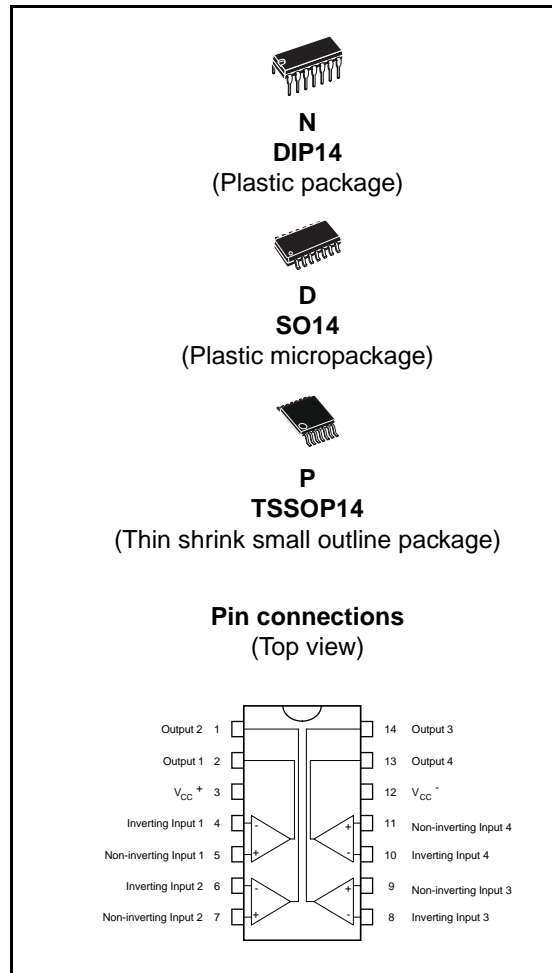 N
DIP14
(Plastic package)
D
SO14
(Plastic micropackage)
P
TSSOP14
(Thin shrink small outline package)
Pin connections
(Top view)
Output 2 1 14 Output 3
Output 1 2 13 Output 4
VCC + 3 12 VCC -
Inverting Input 1 4 - + 11 Non-inverting Input 4
Non-inverting Input 1 5 + - 10 Inverting Input 4
Inverting Input 2 6 - + 9 Non-inverting Input 3
Non-inverting Input 2 7 + - 8 Inverting Input 3